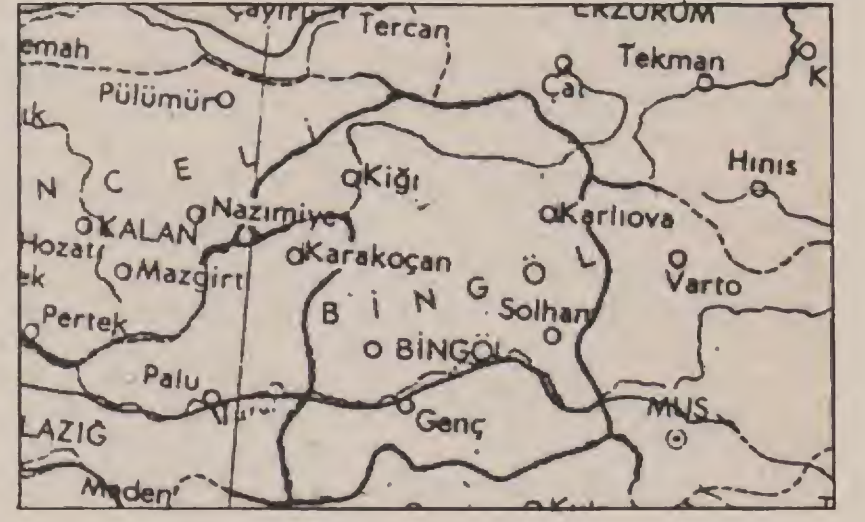 ERZURUM
Tercan
emah
Tekman
K
Çat
Pülümür
Hınıs
N C E L İ
Kiğı
Nazımiye
Karlıova
KALAN
Hozat
Karakoçan
Mazgirt
ek
Varto
B İ N G Ö L
Solhan
Pertek
BİNGÖL
Palu
MUŞ
Genç
LAZIĞ
Maden